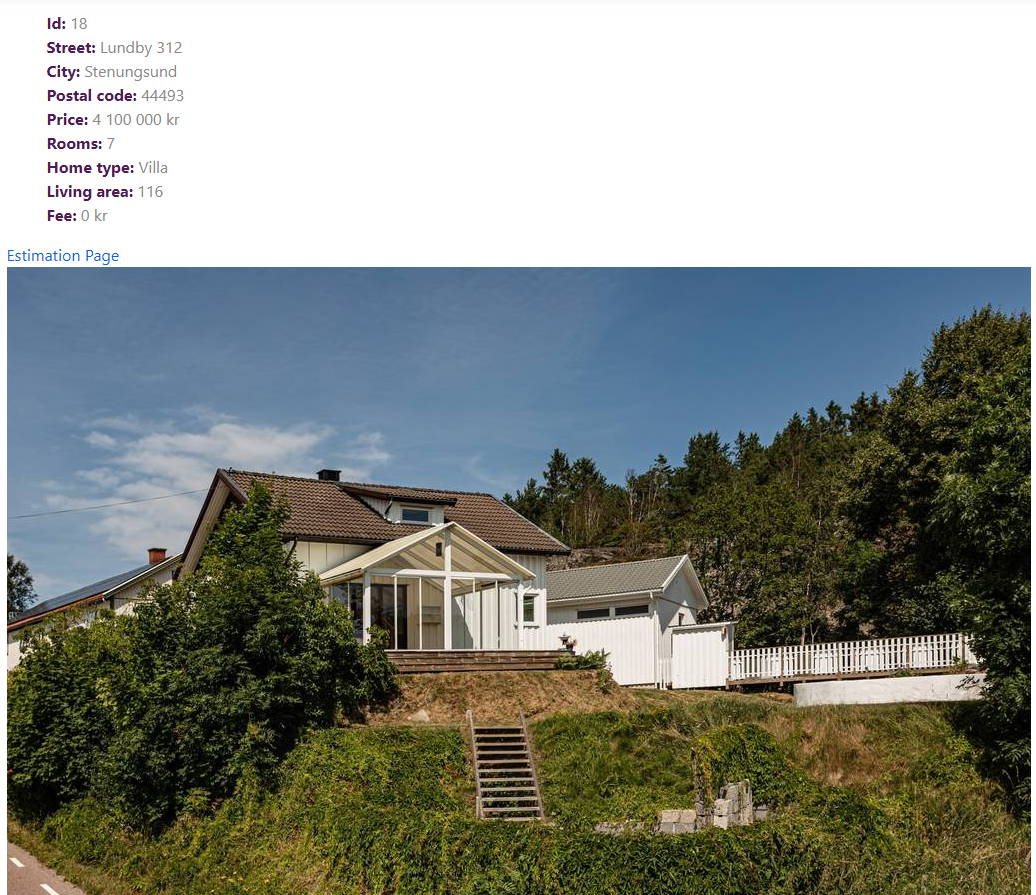 Id: 18
Street: Lundby 312
City: Stenungsund
Postal code: 44493
Price: 4 100 000 kr
Rooms: 7
Home type: Villa
Living area: 116
Fee: 0 kr
Estimation Page